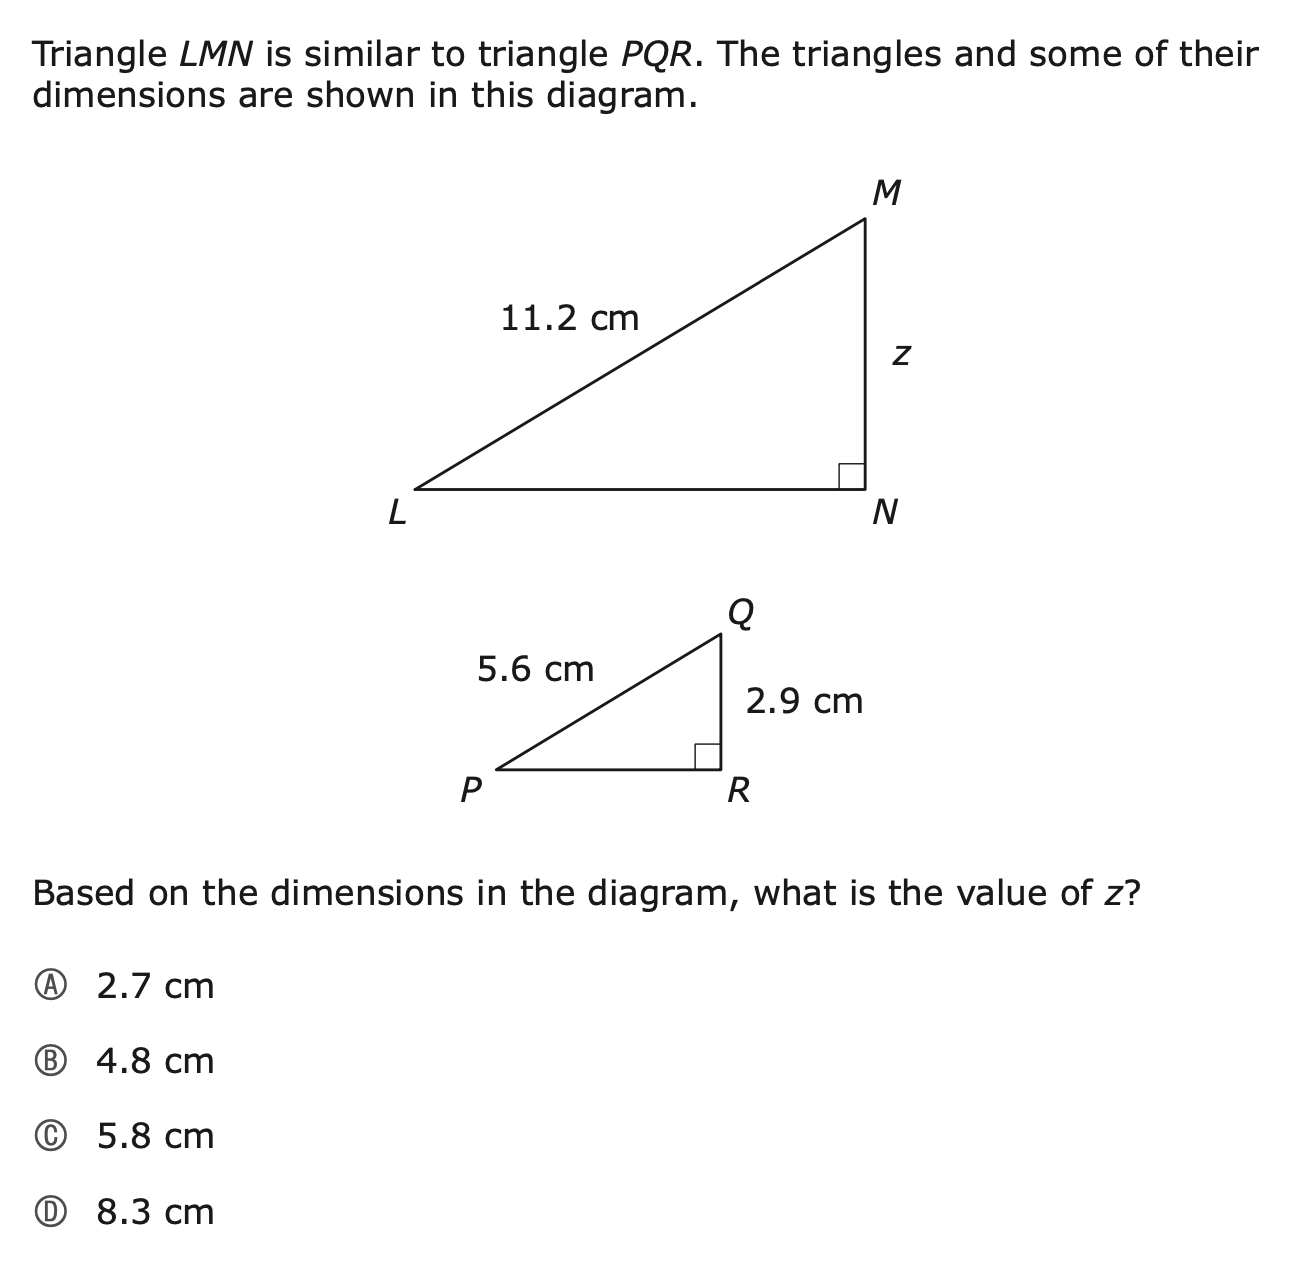 Triangle LMN is similar to triangle PQR. The triangles and some of their
dimensions are shown in this diagram.
M
11.2 cm
z
L
N
Q
5.6 cm
2.9 cm
P
R
Based on the dimensions in the diagram, what is the value of z?
Ⓐ 2.7 cm
Ⓑ 4.8 cm
Ⓒ 5.8 cm
Ⓓ 8.3 cm